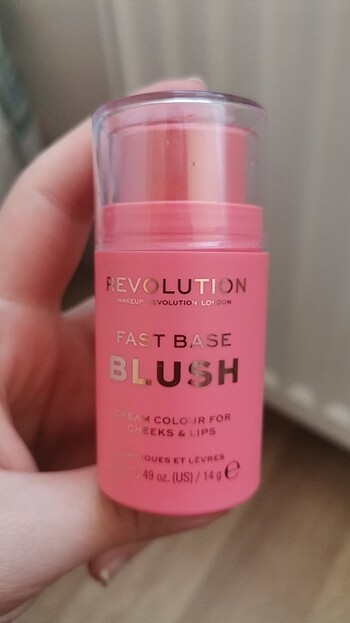 REVOLUTION
MAKEUP REVOLUTION LONDON
FAST BASE
BLUSH
CREAM COLOUR FOR
CHEEKS & LIPS
JOUES ET LÈVRES
.49 oz. (US) / 14 g ℮